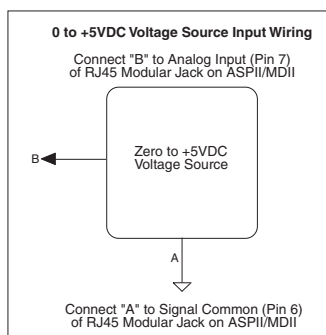 0 to +5VDC Voltage Source Input Wiring
Connect "B" to Analog Input (Pin 7)
of RJ45 Modular Jack on ASPII/MDII
Zero to +5VDC
Voltage Source
B
A
Connect "A" to Signal Common (Pin 6)
of RJ45 Modular Jack on ASPII/MDII